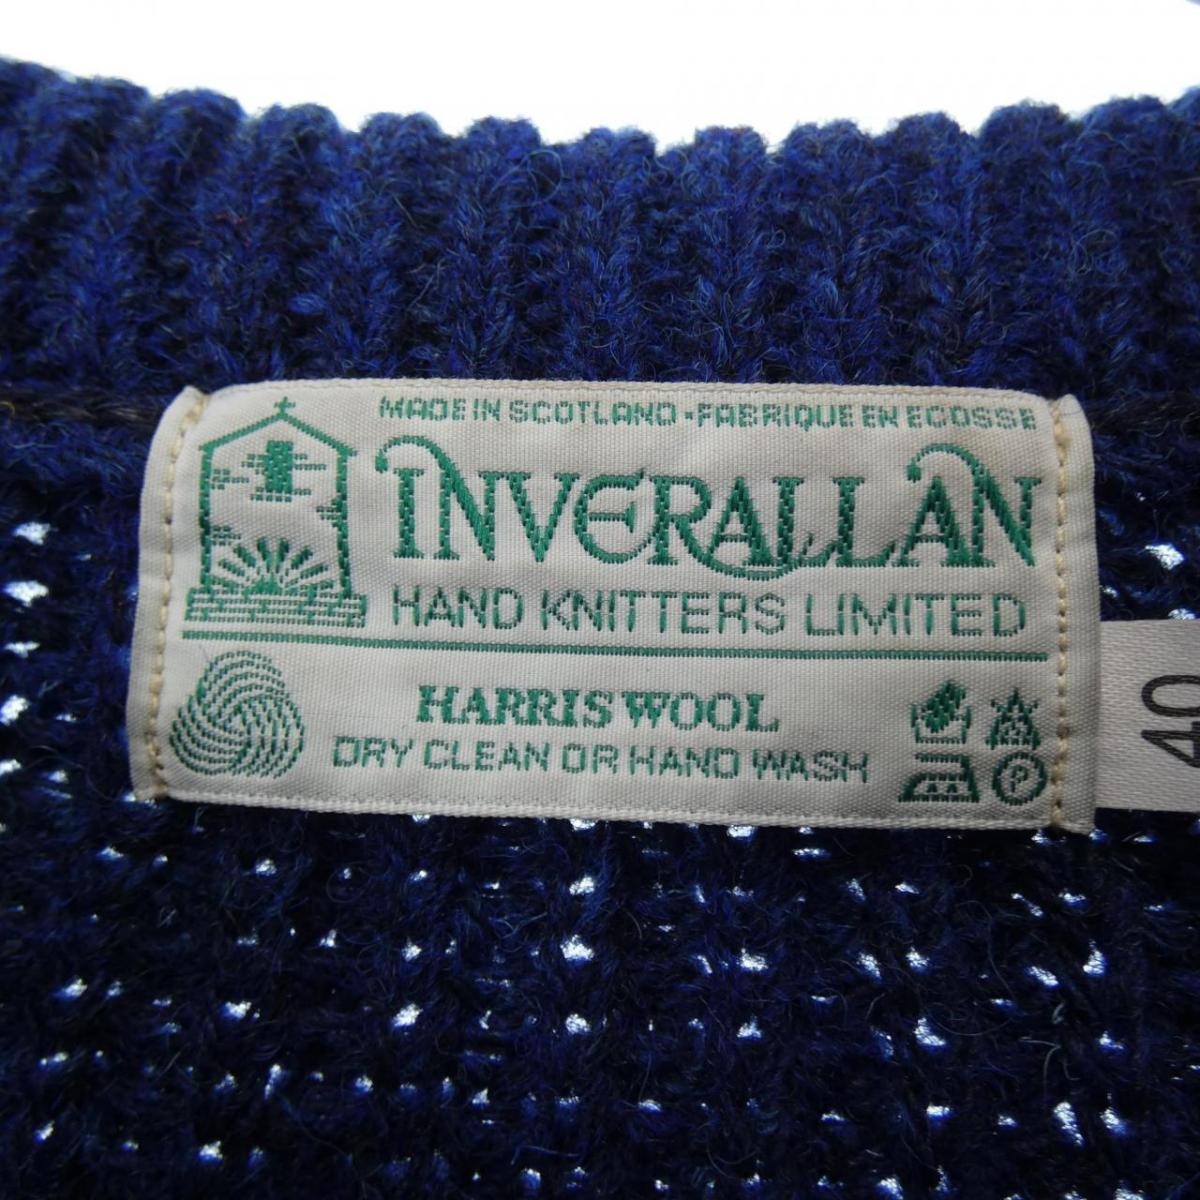 MADE IN SCOTLAND • FABRIQUE EN ECOSSE
INVERALLAN
HAND KNITTERS LIMITED
HARRIS WOOL
DRY CLEAN OR HAND WASH
P
40